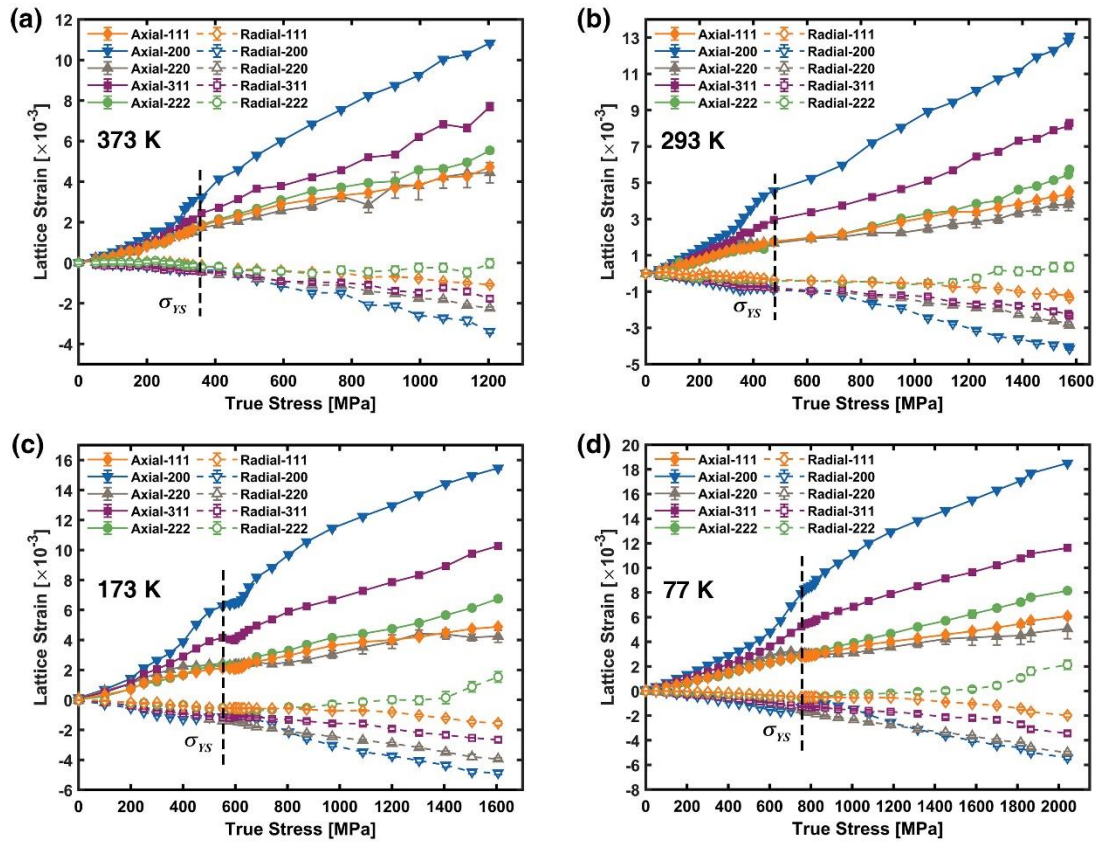 (a)
Axial-111 Radial-111
Axial-200 Radial-200
Axial-220 Radial-220
Axial-311 Radial-311
Axial-222 Radial-222
373 K
σYS
Lattice Strain [×10-3]
12
10
8
6
4
2
0
-2
-4
0 200 400 600 800 1000 1200
True Stress [MPa]
(b)
Axial-111 Radial-111
Axial-200 Radial-200
Axial-220 Radial-220
Axial-311 Radial-311
Axial-222 Radial-222
293 K
σYS
Lattice Strain [×10-3]
13
11
9
7
5
3
1
-1
-3
-5
0 200 400 600 800 1000 1200 1400 1600
True Stress [MPa]
(c)
Axial-111 Radial-111
Axial-200 Radial-200
Axial-220 Radial-220
Axial-311 Radial-311
Axial-222 Radial-222
173 K
σYS
Lattice Strain [×10-3]
16
14
12
10
8
6
4
2
0
-2
-4
-6
0 200 400 600 800 1000 1200 1400 1600
True Stress [MPa]
(d)
Axial-111 Radial-111
Axial-200 Radial-200
Axial-220 Radial-220
Axial-311 Radial-311
Axial-222 Radial-222
77 K
σYS
Lattice Strain [×10-3]
20
18
16
14
12
10
8
6
4
2
0
-2
-4
-6
-8
0 200 400 600 800 1000 1200 1400 1600 1800 2000
True Stress [MPa]